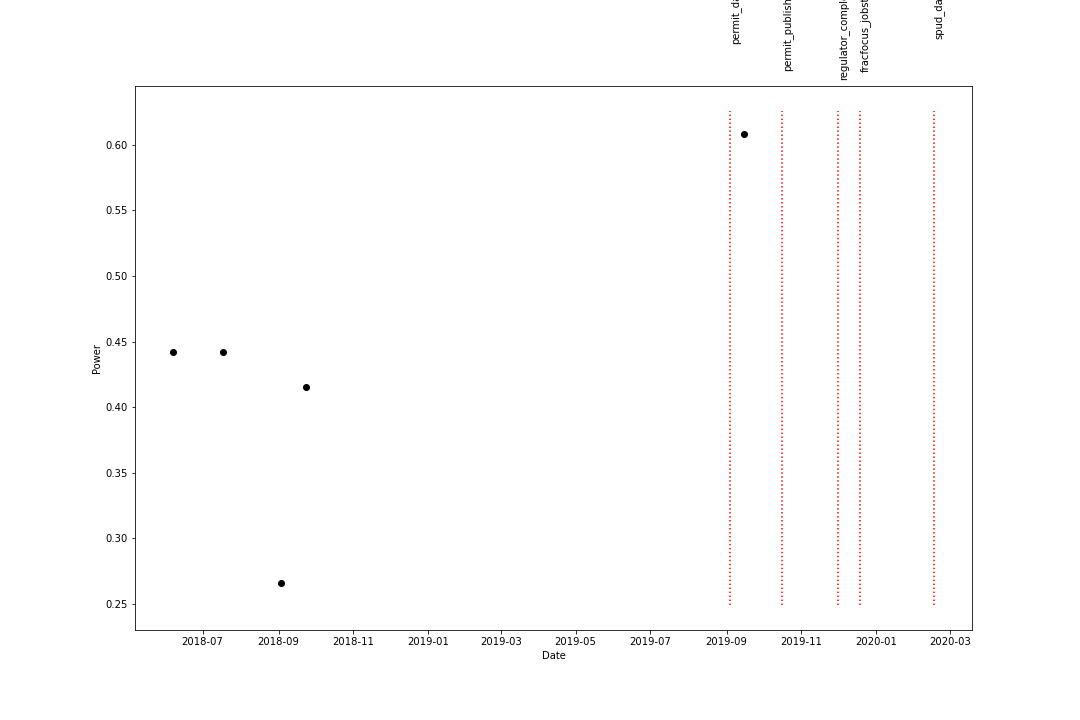 permit_da
permit_publish
regulator_comple
fracfocus_jobst
spud_da
0.60
0.55
0.50
0.45
0.40
0.35
0.30
0.25
Power
2018-07 2018-09 2018-11 2019-01 2019-03 2019-05 2019-07 2019-09 2019-11 2020-01 2020-03
Date